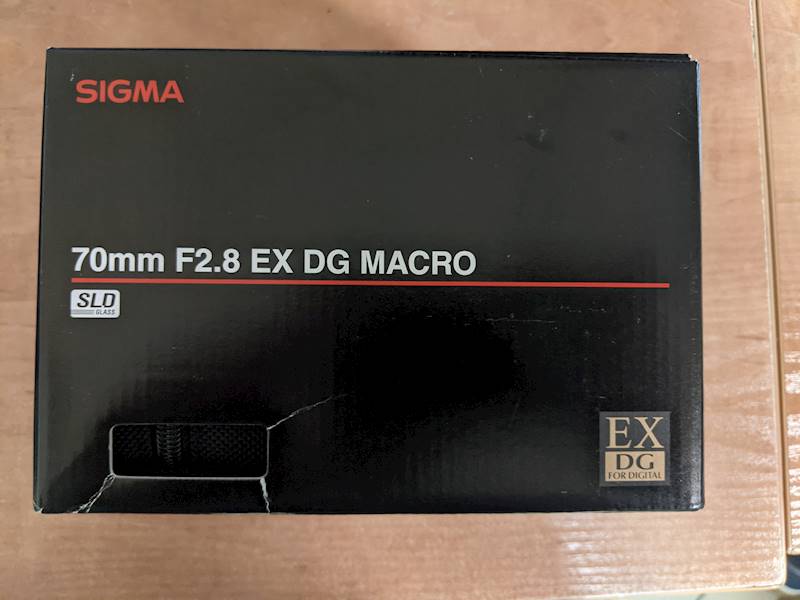 SIGMA
70mm F2.8 EX DG MACRO
SLD
GLASS
EX
DG
FOR DIGITAL